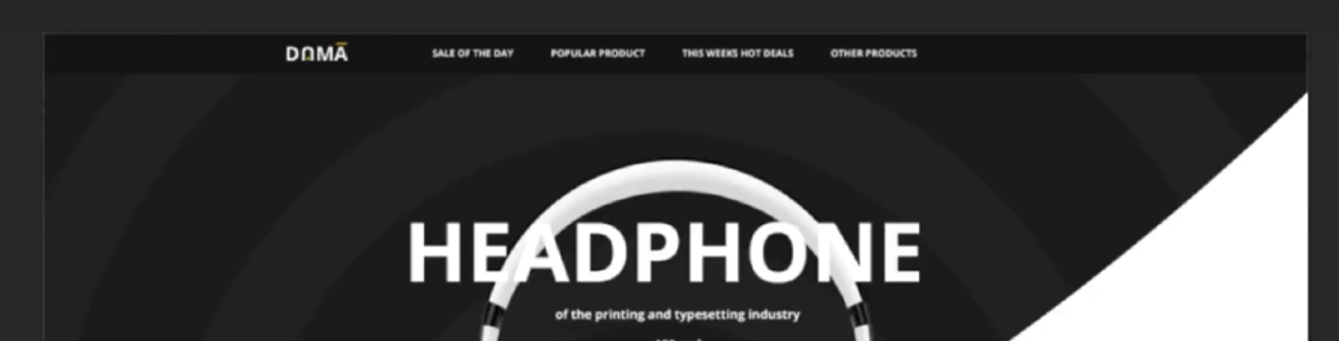 DΩMĀ
SALE OF THE DAY POPULAR PRODUCT THIS WEEKS HOT DEALS OTHER PRODUCTS
HEADPHONE
of the printing and typesetting industry